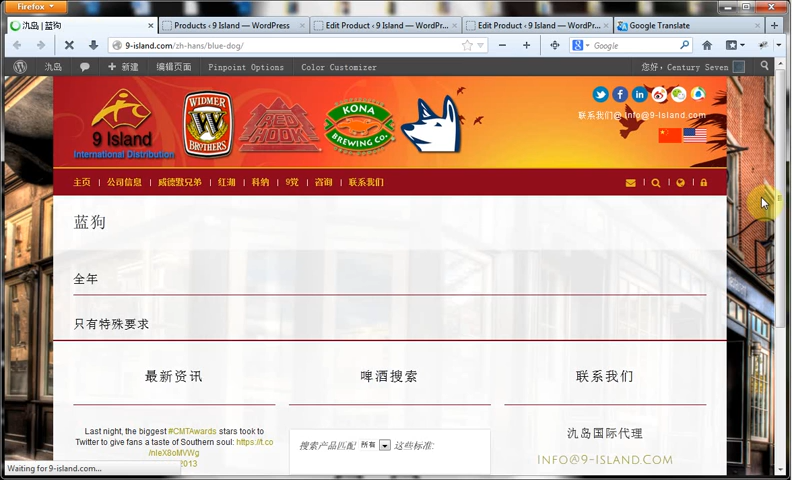 Firefox
氿岛 | 蓝狗
Products ‹ 9 Island — WordPress
Edit Product ‹ 9 Island — WordPr...
Edit Product ‹ 9 Island — WordPr...
Google Translate
9-island.com/zh-hans/blue-dog/
Google
氿岛
新建
编辑页面
Pinpoint Options
Color Customizer
您好，Century Seven
9 Island
International Distribution
WIDMER
BROTHERS
RED
HOOK
KONA
BREWING Co.
联系我们@ Info@9-Island.com
主页 | 公司信息 | 威德默兄弟 | 红湖 | 科纳 | 9党 | 咨询 | 联系我们
蓝狗
全年
只有特殊要求
最新资讯
啤酒搜索
联系我们
Last night, the biggest #CMTAwards stars took to
Twitter to give fans a taste of Southern soul: https://t.co
/nIeX8oMVWg
2013
搜索产品匹配 所有 这些标准:
氿岛国际代理
Info@9-Island.Com
Waiting for 9-island.com...